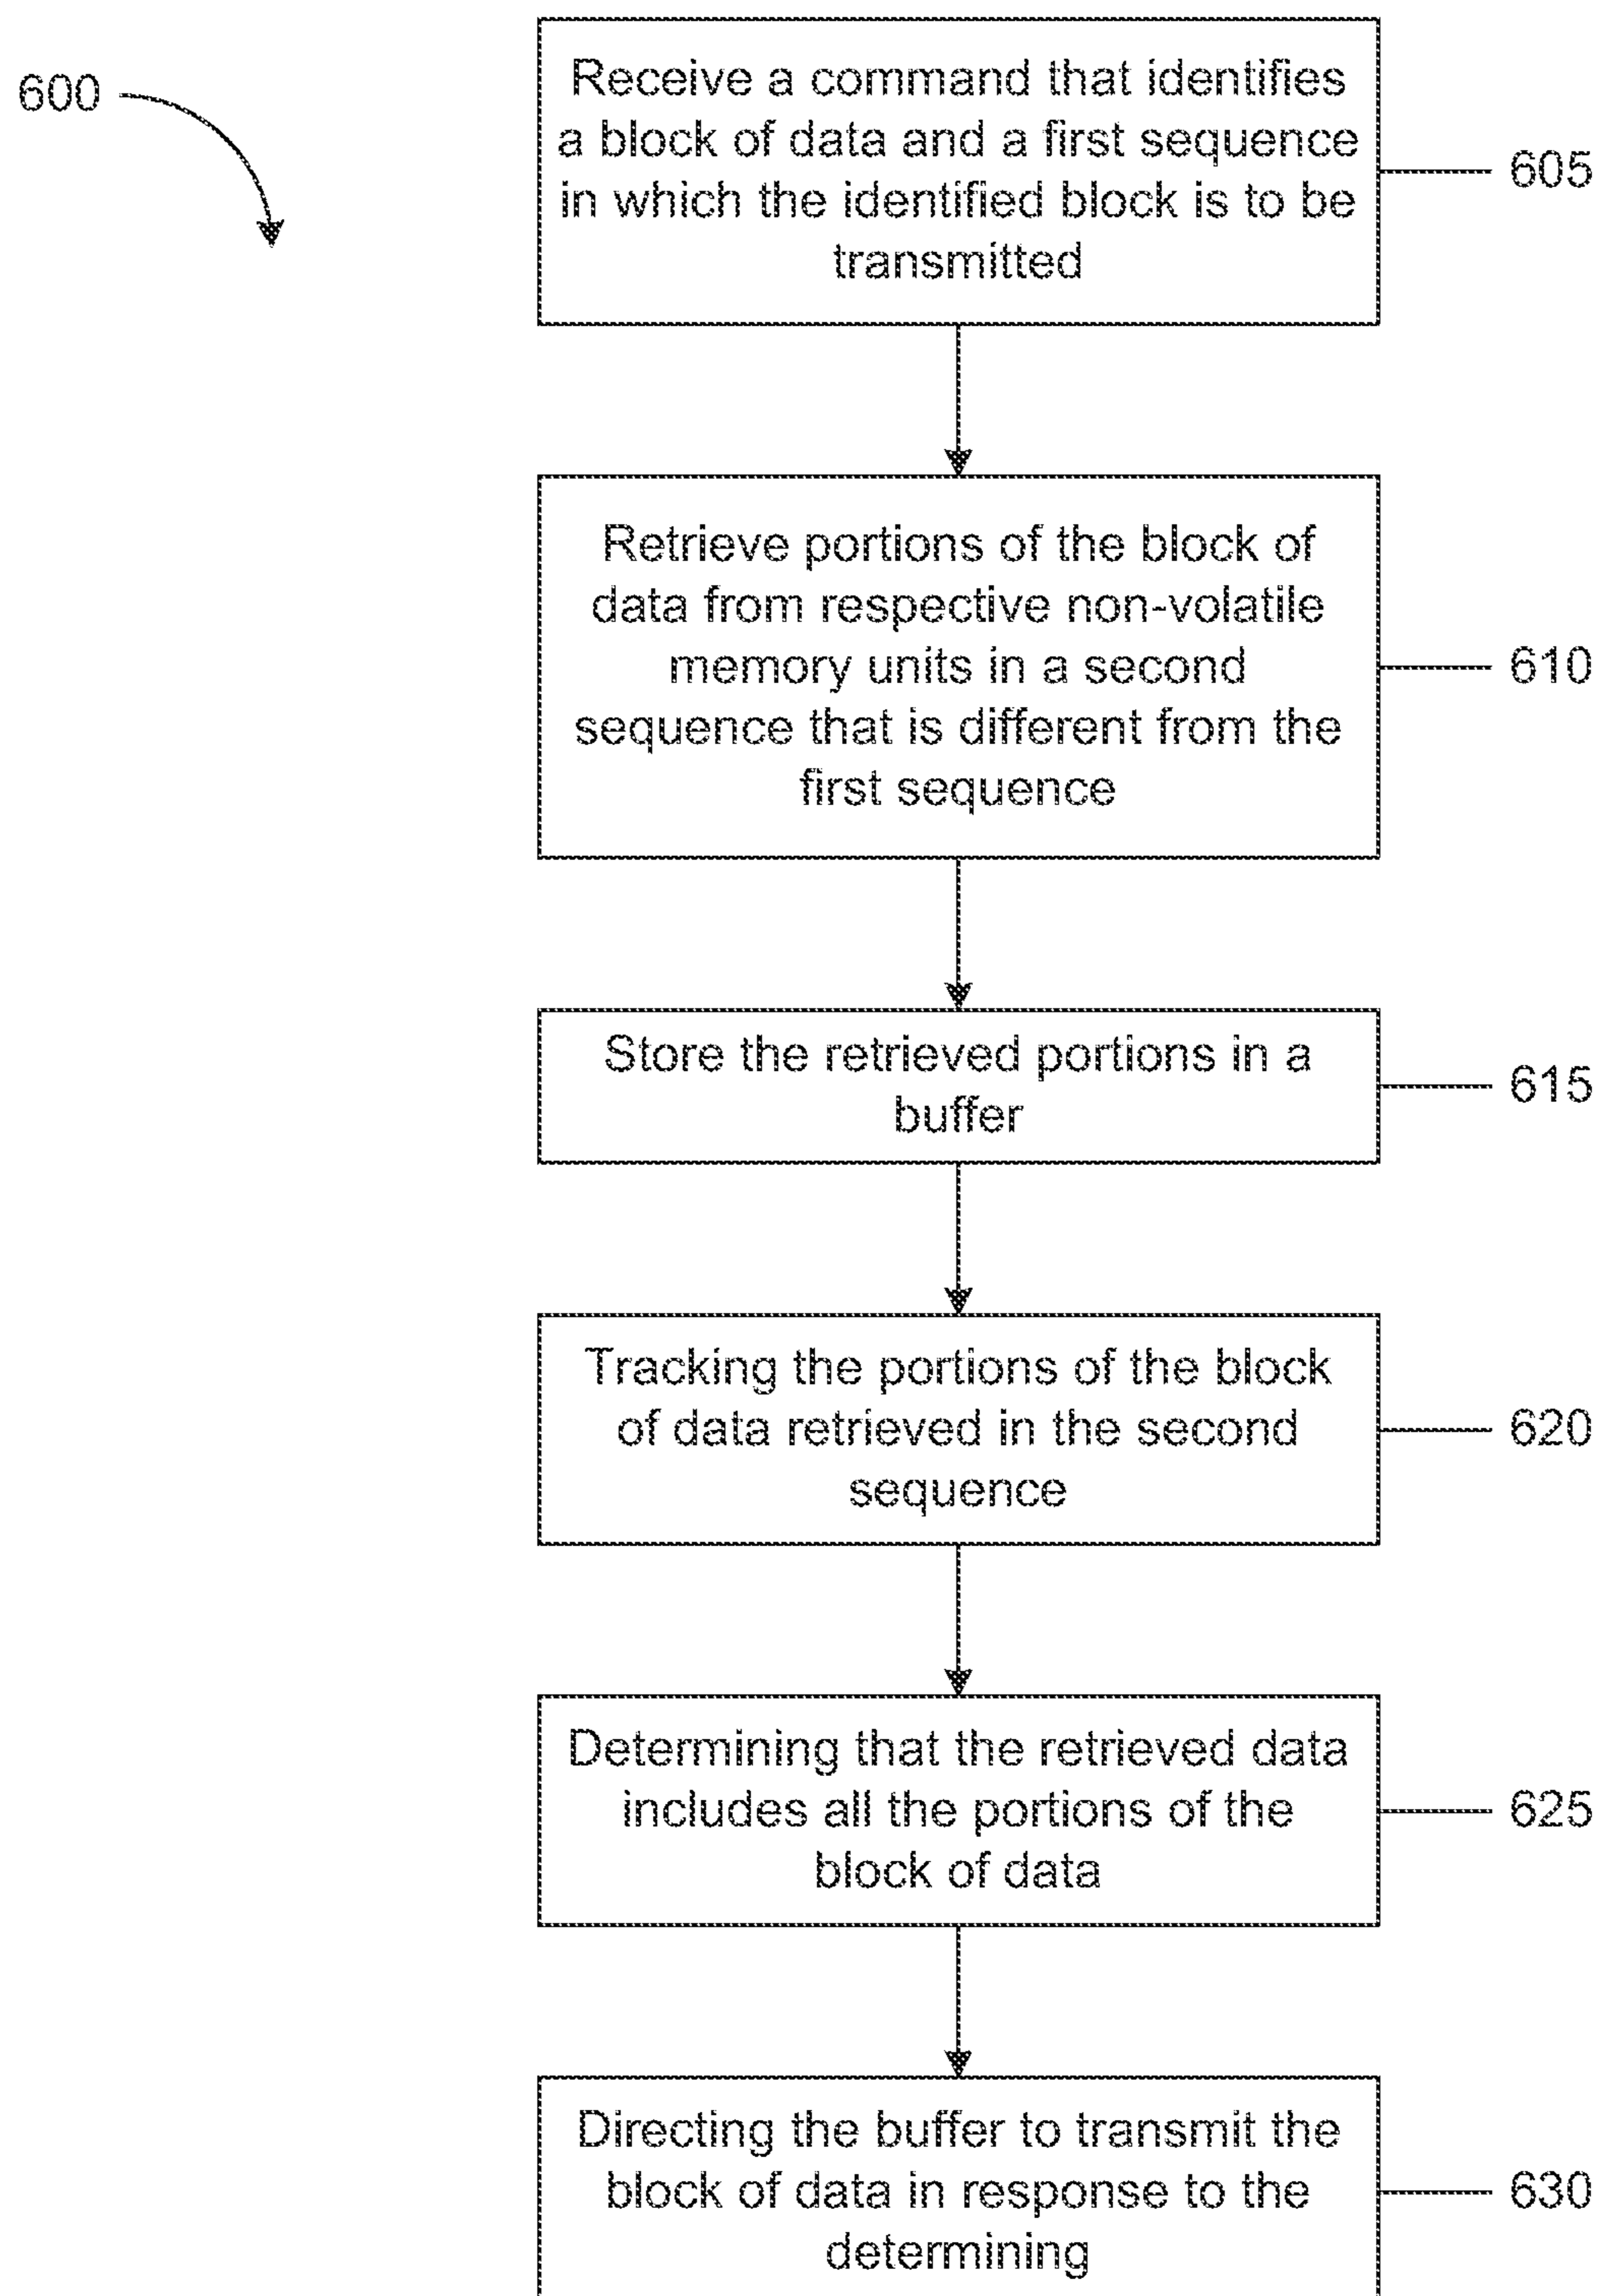 600
Receive a command that identifies
a block of data and a first sequence
in which the identified block is to be
transmitted
605
Retrieve portions of the block of
data from respective non-volatile
memory units in a second
sequence that is different from the
first sequence
610
Store the retrieved portions in a
buffer
615
Tracking the portions of the block
of data retrieved in the second
sequence
620
Determining that the retrieved data
includes all the portions of the
block of data
625
Directing the buffer to transmit the
block of data in response to the
determining
630